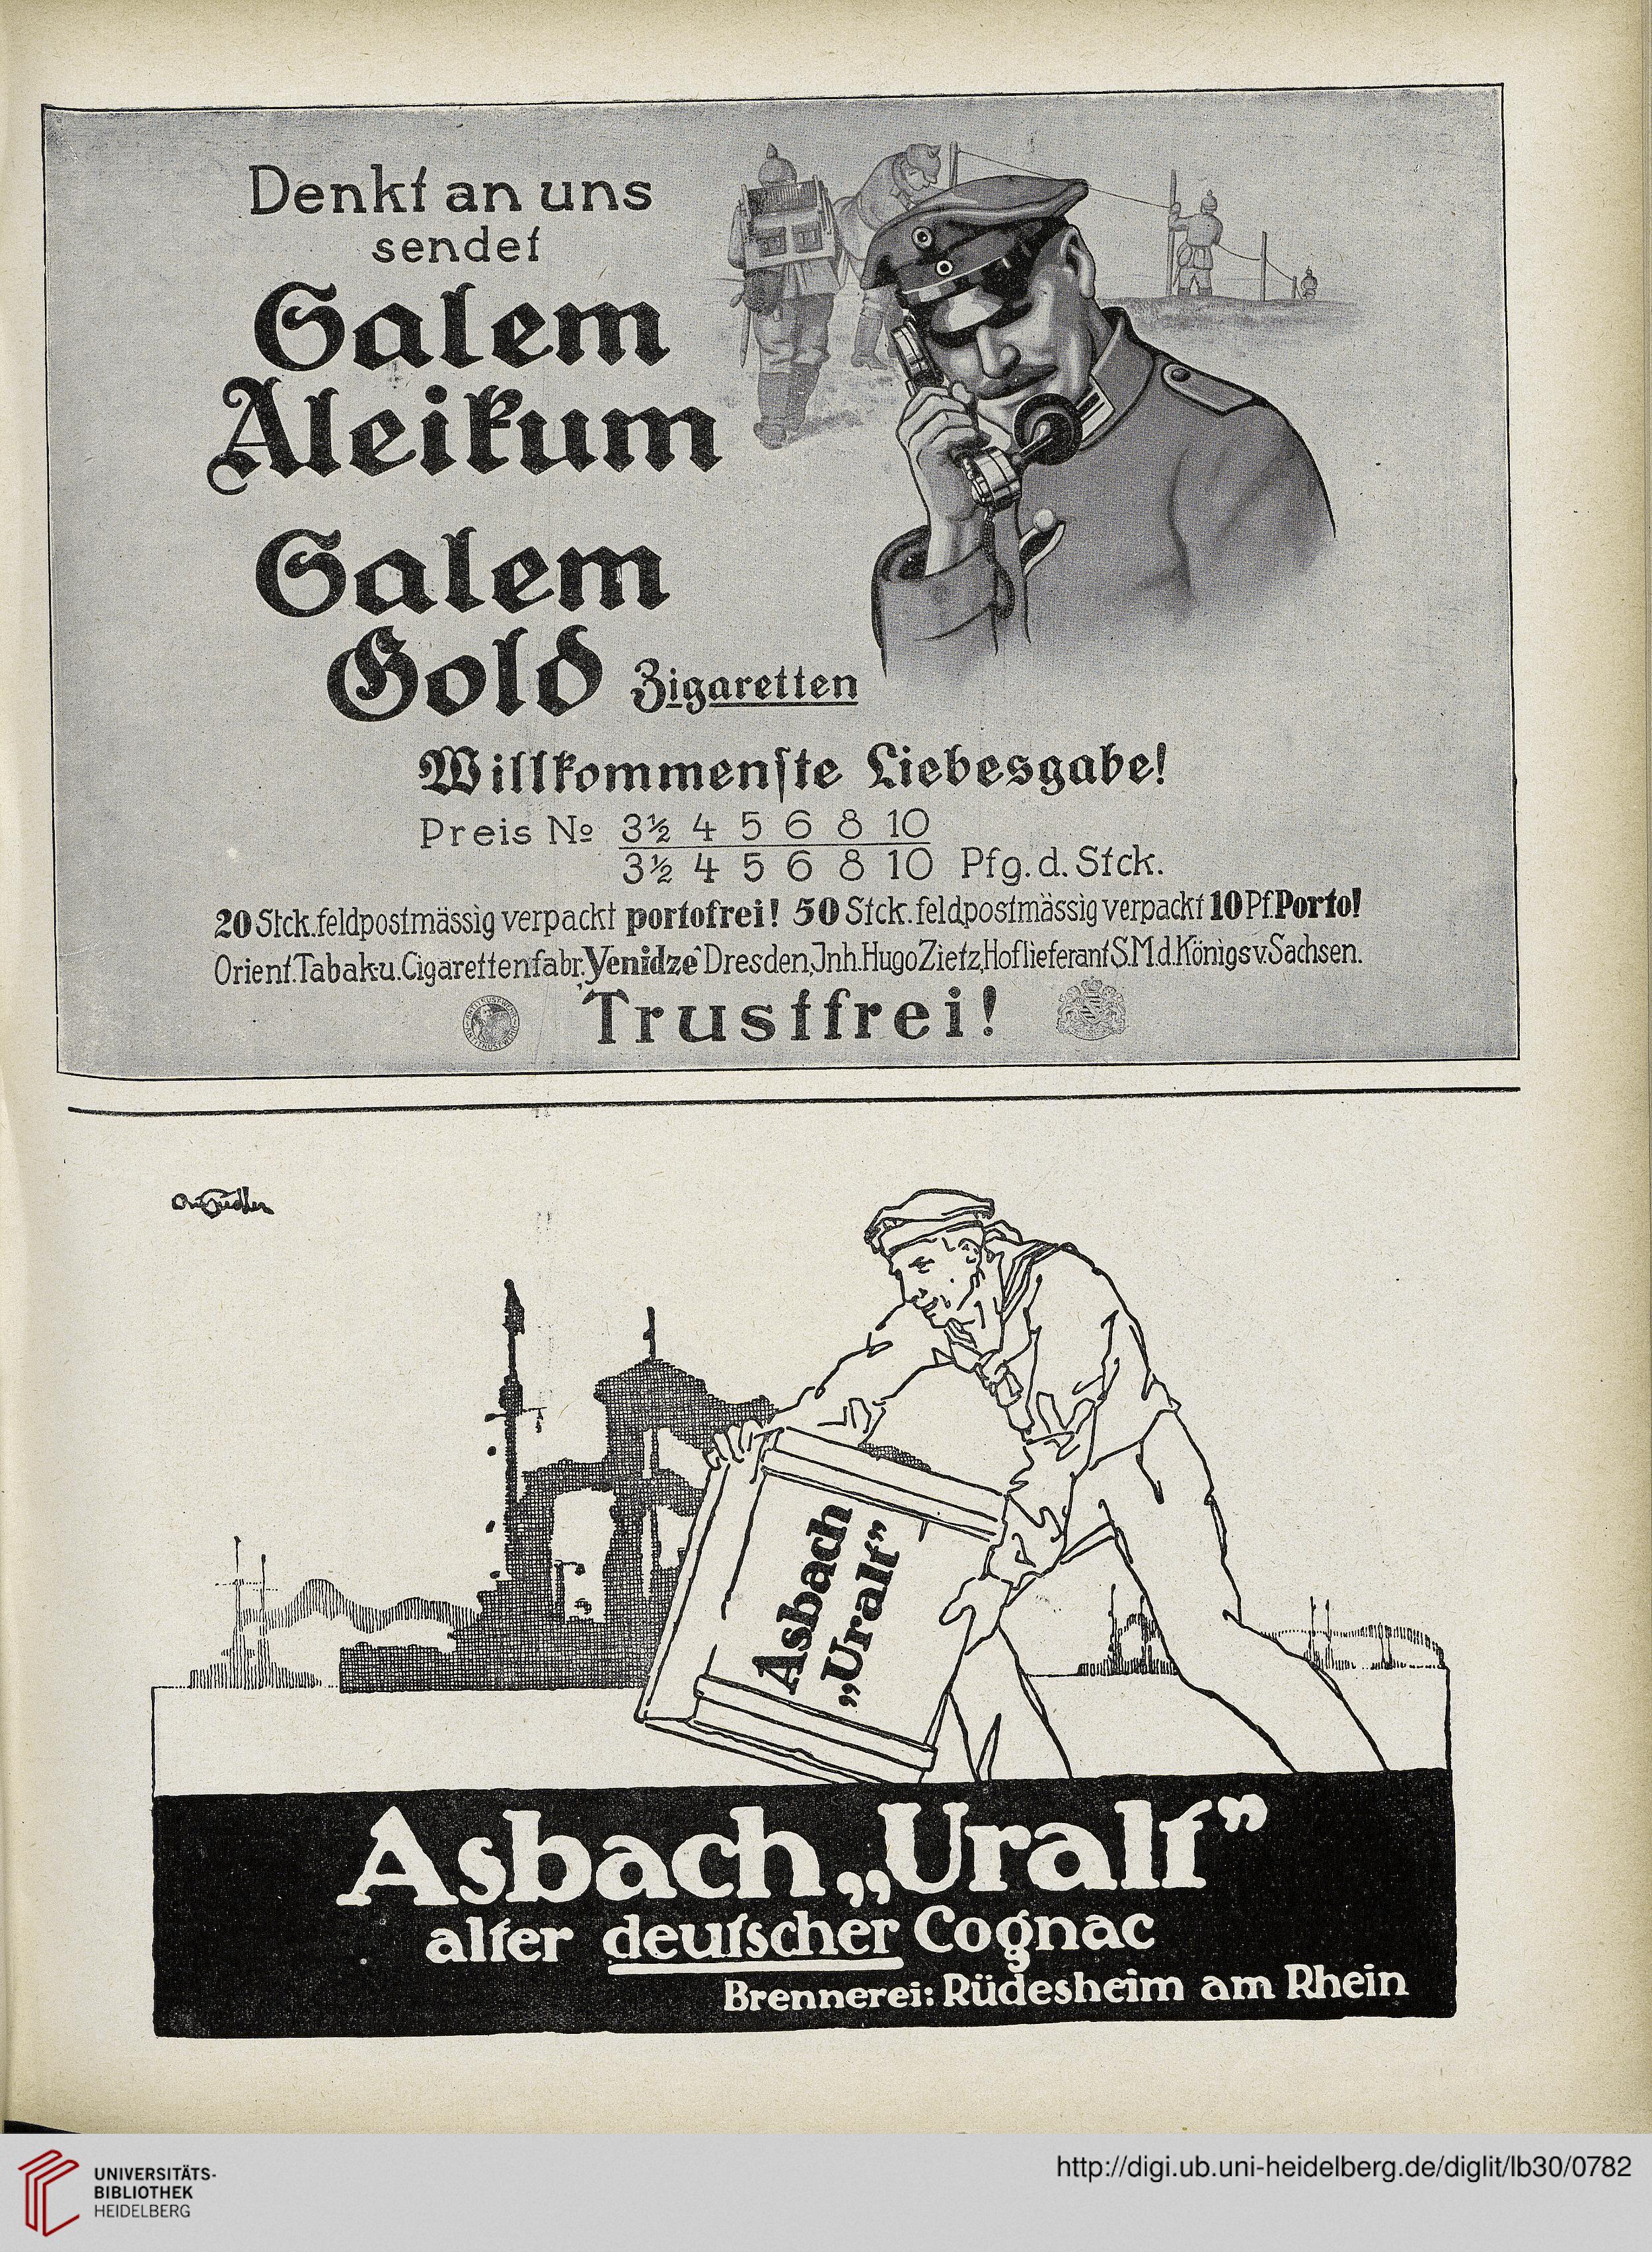 Denkt an uns
sendet
Salem
Aleikum
Salem
Gold Zigaretten
Willkommenste Liebesgabe!
Preis No 3½ 4 5 6 8 10
3½ 4 5 6 8 10 Pfg. d. Stck.
20 Stck. feldpostmässig verpackt portofrei! 50 Stck. feldpostmässig verpackt 10 Pf. Porto!
Orient. Tabak-u. Cigarettenfabr. Yenidze Dresden, Inh. Hugo Zietz, Hoflieferant S.M.d. Königs v. Sachsen.
Trustfrei!
Asbach
„Uralt”
Asbach „Uralt”
alter deutscher Cognac
Brennerei: Rüdesheim am Rhein
UNIVERSITÄTS-
BIBLIOTHEK
HEIDELBERG
http://digi.ub.uni-heidelberg.de/diglit/lb30/0782